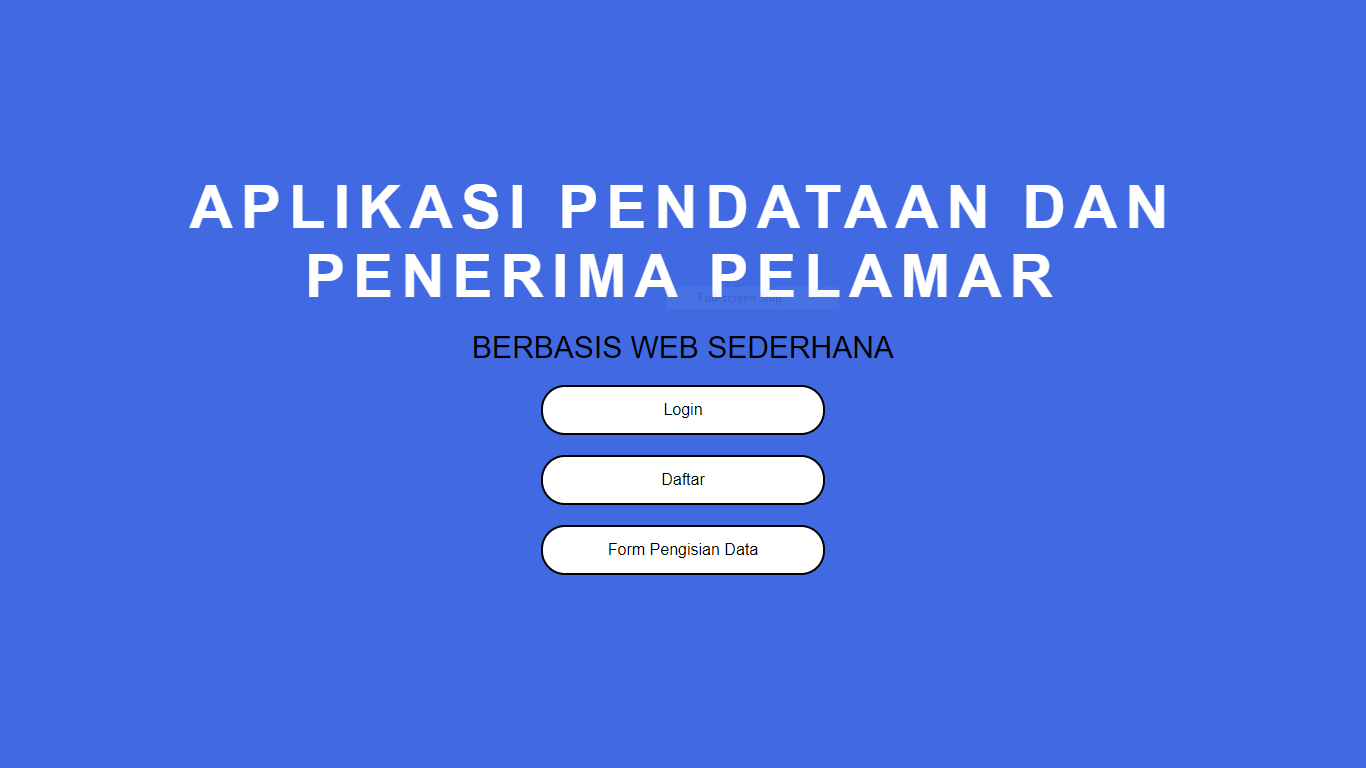 APLIKASI PENDATAAN DAN
PENERIMA PELAMAR
Full-screen Snip
BERBASIS WEB SEDERHANA
Login
Daftar
Form Pengisian Data